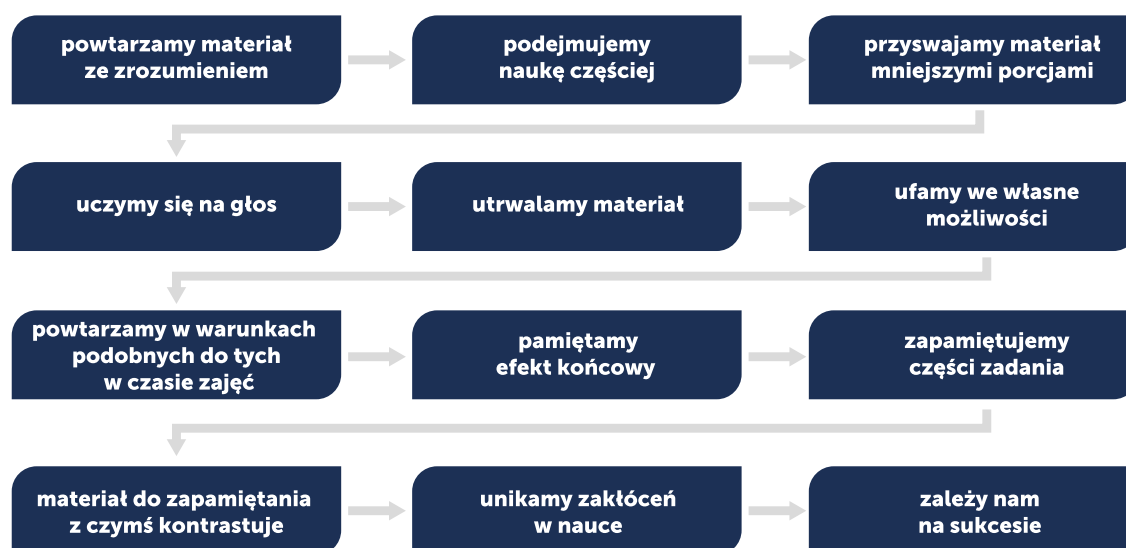 powtarzamy materiał
ze zrozumieniem
podejmujemy
naukę częściej
przyswajamy materiał
mniejszymi porcjami
uczymy się na głos
utrwalamy materiał
ufamy we własne
możliwości
powtarzamy w warunkach
podobnych do tych
w czasie zajęć
pamiętamy
efekt końcowy
zapamiętujemy
części zadania
materiał do zapamiętania
z czymś kontrastuje
unikamy zakłóceń
w nauce
zależy nam
na sukcesie